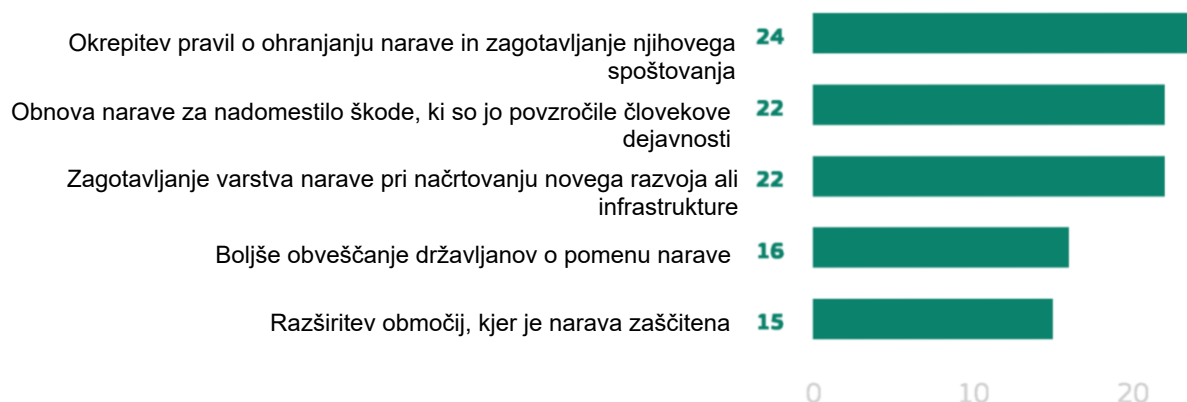 Okrepitev pravil o ohranjanju narave in zagotavljanje njihovega 24
spoštovanja
Obnova narave za nadomestilo škode, ki so jo povzročile človekove 22
dejavnosti
Zagotavljanje varstva narave pri načrtovanju novega razvoja ali 22
infrastrukture
Boljše obveščanje državljanov o pomenu narave 16
Razširitev območij, kjer je narava zaščitena 15
0 10 20